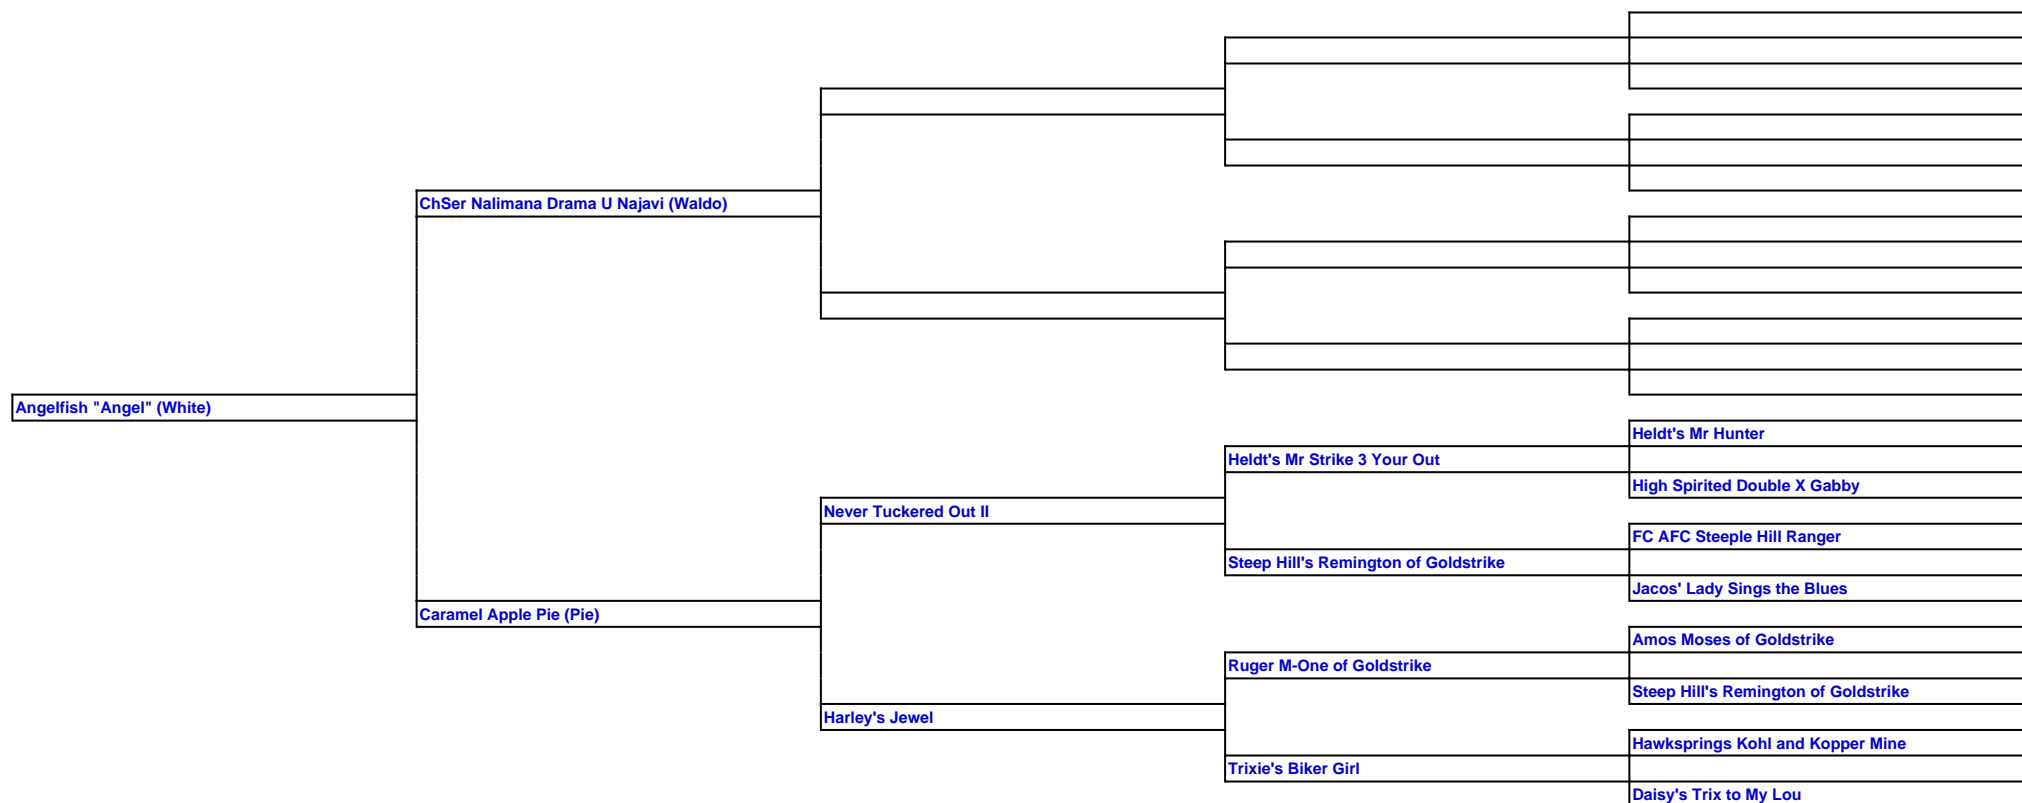 ChSer Nalimana Drama U Najavi (Waldo)
Angelfish "Angel" (White)
Heldt's Mr Hunter
Heldt's Mr Strike 3 Your Out
High Spirited Double X Gabby
Never Tuckered Out II
FC AFC Steeple Hill Ranger
Steep Hill's Remington of Goldstrike
Jacos' Lady Sings the Blues
Caramel Apple Pie (Pie)
Amos Moses of Goldstrike
Ruger M-One of Goldstrike
Steep Hill's Remington of Goldstrike
Harley's Jewel
Hawksprings Kohl and Kopper Mine
Trixie's Biker Girl
Daisy's Trix to My Lou